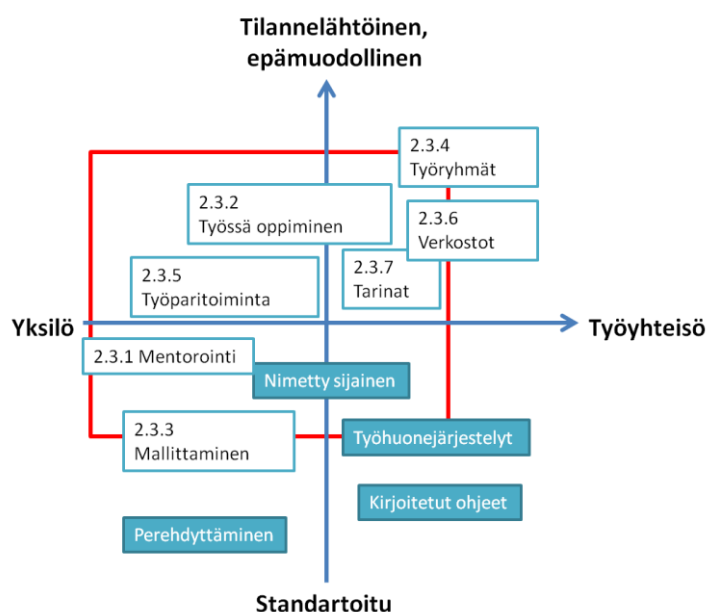 Tilannelähtöinen,
epämuodollinen
2.3.4
Työryhmät
2.3.2
Työssä oppiminen
2.3.6
Verkostot
2.3.5
Työparitoiminta
2.3.7
Tarinat
Yksilö
Työyhteisö
2.3.1 Mentorointi
Nimetty sijainen
2.3.3
Mallittaminen
Työhuonejärjestelyt
Kirjoitetut ohjeet
Perehdyttäminen
Standartoitu